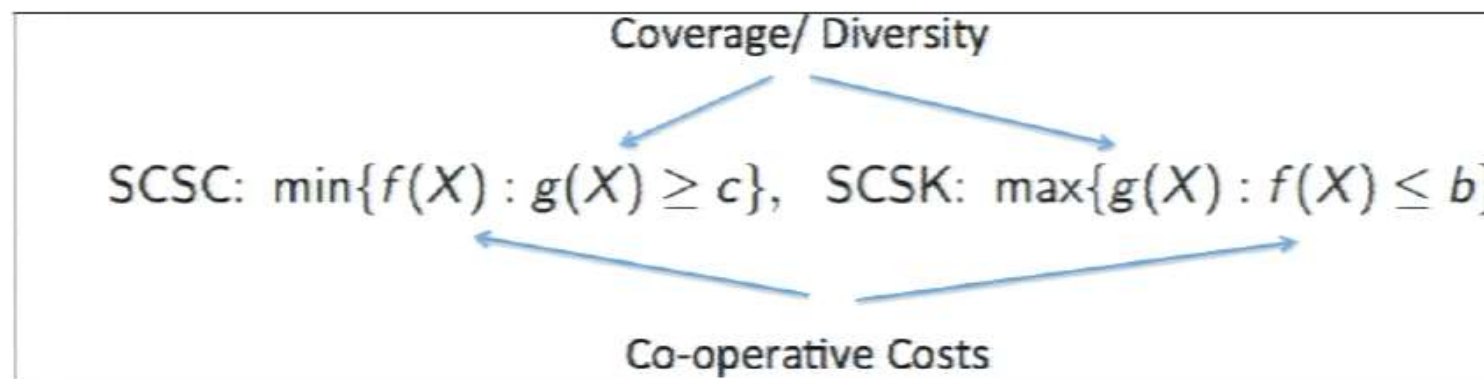 Coverage/ Diversity
SCSC: min{f(X) : g(X) ≥ c}, SCSK: max{g(X) : f(X) ≤ b}
Co-operative Costs